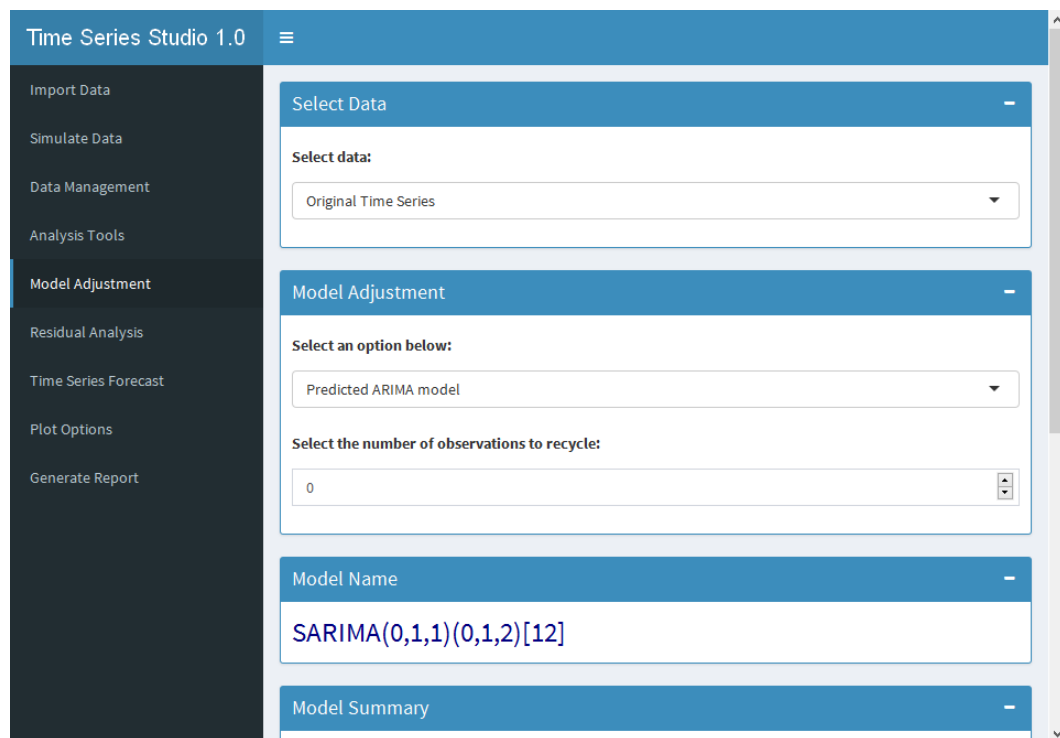 Time Series Studio 1.0
Import Data
Simulate Data
Data Management
Analysis Tools
Model Adjustment
Residual Analysis
Time Series Forecast
Plot Options
Generate Report
Select Data
Select data:
Original Time Series
Model Adjustment
Select an option below:
Predicted ARIMA model
Select the number of observations to recycle:
0
Model Name
SARIMA(0,1,1)(0,1,2)[12]
Model Summary